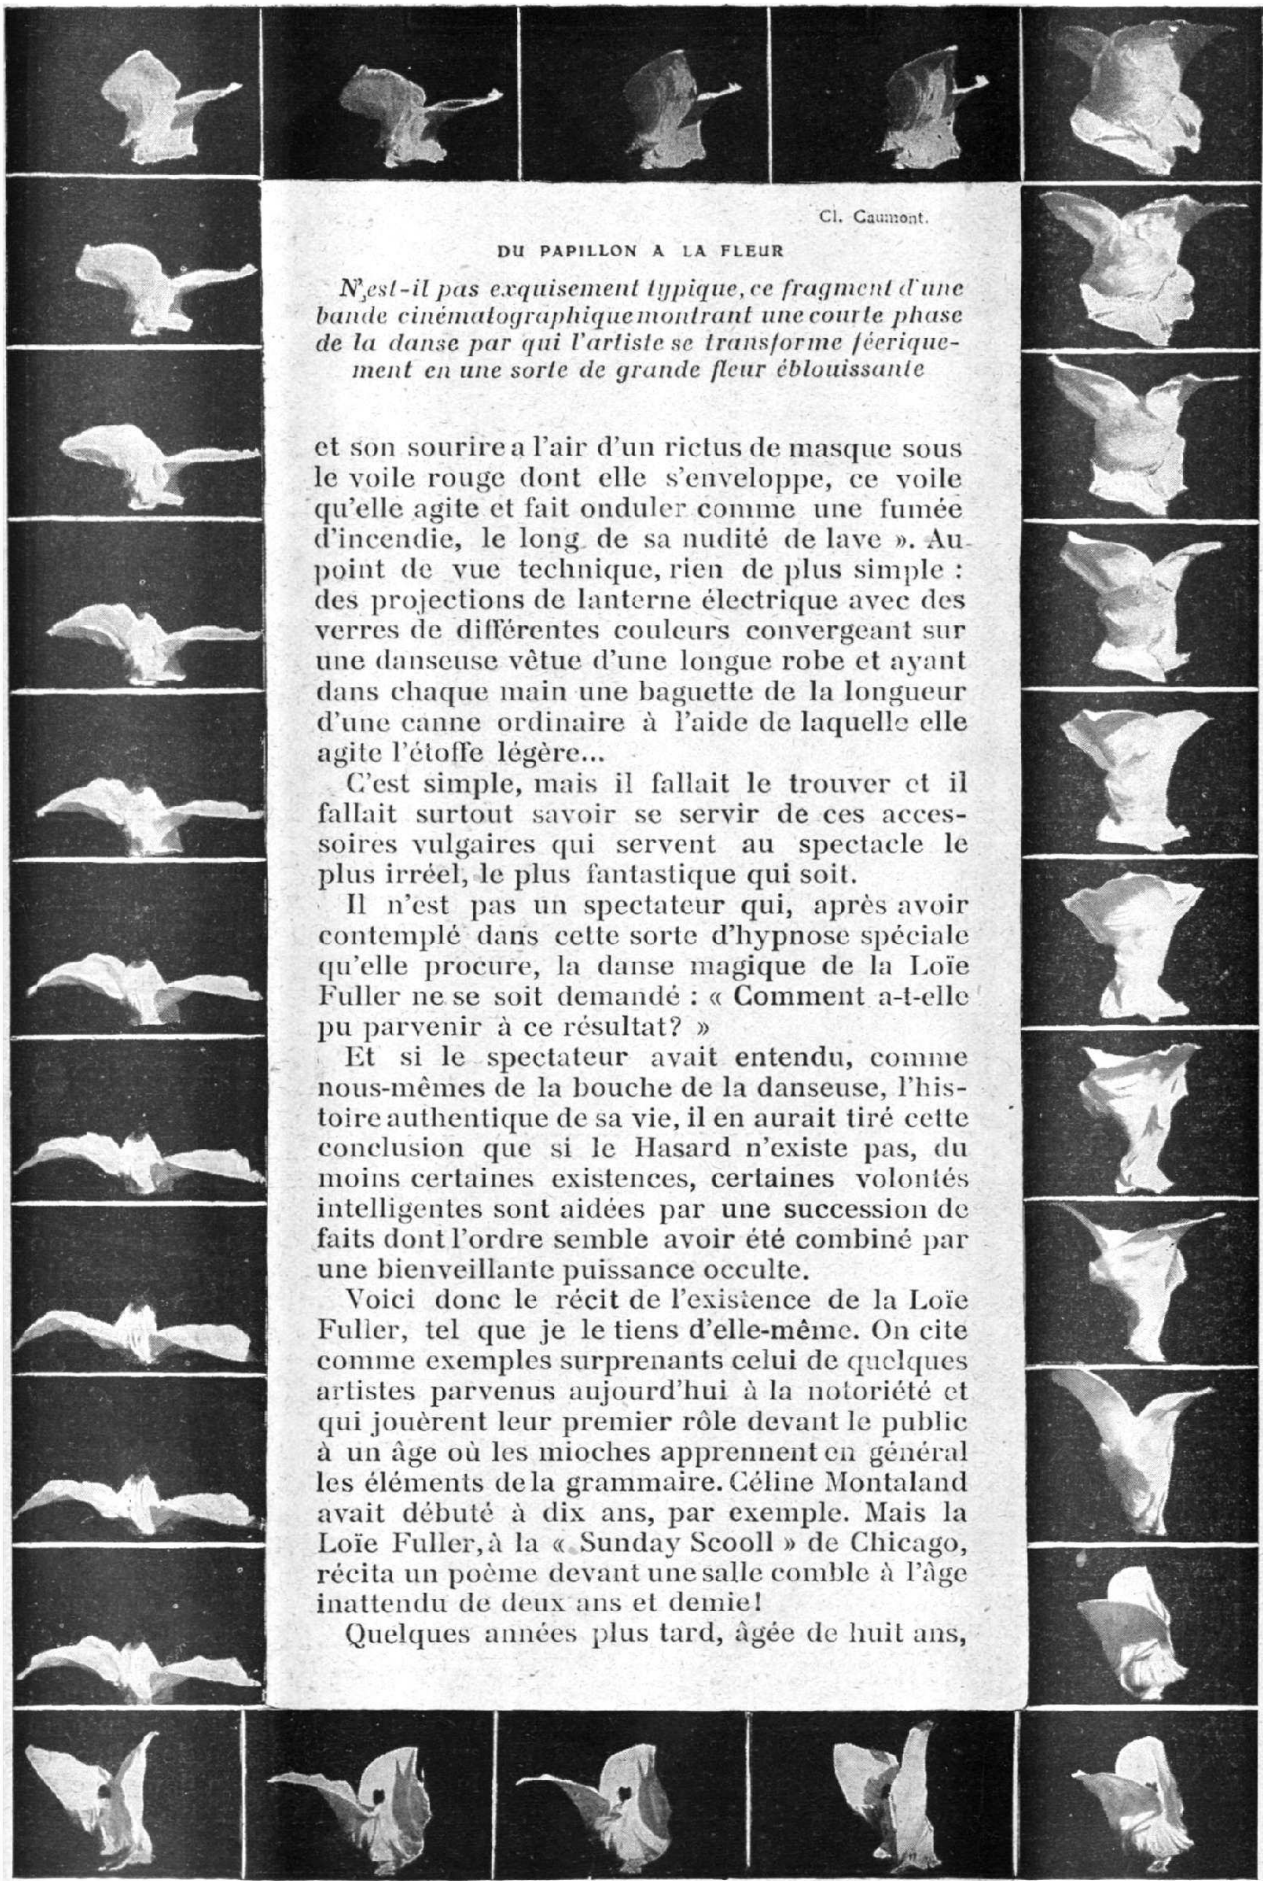 Cl. Gaumont.
DU PAPILLON A LA FLEUR
N'est-il pas exquisement typique, ce fragment d'une
bande cinématographique montrant une courte phase
de la danse par qui l'artiste se transforme féerique-
ment en une sorte de grande fleur éblouissante
et son sourire a l'air d'un rictus de masque sous
le voile rouge dont elle s'enveloppe, ce voile
qu'elle agite et fait onduler comme une fumée
d'incendie, le long de sa nudité de lave ». Au
point de vue technique, rien de plus simple :
des projections de lanterne électrique avec des
verres de différentes couleurs convergeant sur
une danseuse vêtue d'une longue robe et ayant
dans chaque main une baguette de la longueur
d'une canne ordinaire à l'aide de laquelle elle
agite l'étoffe légère...
C'est simple, mais il fallait le trouver et il
fallait surtout savoir se servir de ces acces-
soires vulgaires qui servent au spectacle le
plus irréel, le plus fantastique qui soit.
Il n'est pas un spectateur qui, après avoir
contemplé dans cette sorte d'hypnose spéciale
qu'elle procure, la danse magique de la Loïe
Fuller ne se soit demandé : « Comment a-t-elle
pu parvenir à ce résultat? »
Et si le spectateur avait entendu, comme
nous-mêmes de la bouche de la danseuse, l'his-
toire authentique de sa vie, il en aurait tiré cette
conclusion que si le Hasard n'existe pas, du
moins certaines existences, certaines volontés
intelligentes sont aidées par une succession de
faits dont l'ordre semble avoir été combiné par
une bienveillante puissance occulte.
Voici donc le récit de l'existence de la Loïe
Fuller, tel que je le tiens d'elle-même. On cite
comme exemples surprenants celui de quelques
artistes parvenus aujourd'hui à la notoriété et
qui jouèrent leur premier rôle devant le public
à un âge où les mioches apprennent en général
les éléments de la grammaire. Céline Montaland
avait débuté à dix ans, par exemple. Mais la
Loïe Fuller, à la « Sunday Scooll » de Chicago,
récita un poème devant une salle comble à l'âge
inattendu de deux ans et demie!
Quelques années plus tard, âgée de huit ans,